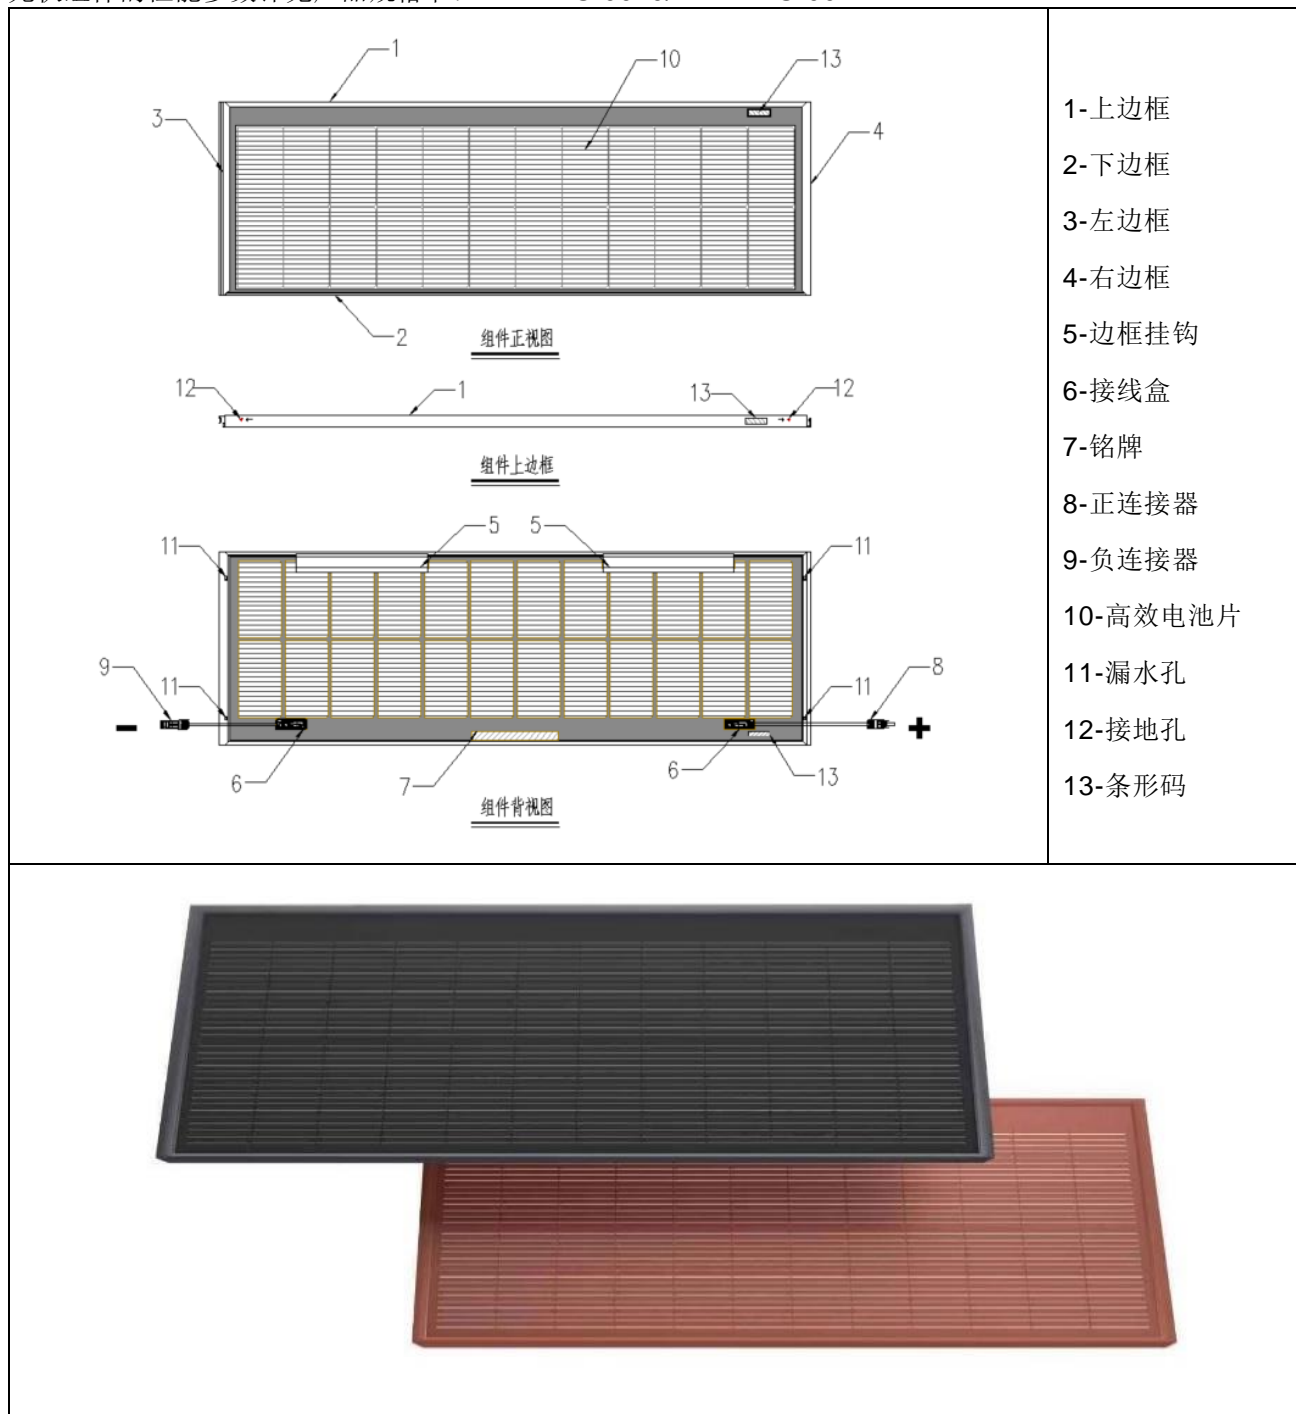 1 10 13
3 4
2 组件正视图
12 1 13 12
组件上边框
5 5
11 11
9 11 11 8
- +
6 7 6 13
组件背视图
1-上边框
2-下边框
3-左边框
4-右边框
5-边框挂钩
6-接线盒
7-铭牌
8-正连接器
9-负连接器
10-高效电池片
11-漏水孔
12-接地孔
13-条形码